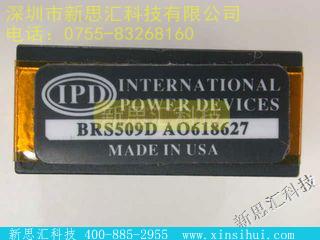 深圳市新思汇科技有限公司
电话：0755-83268160
IPD
INTERNATIONAL
POWER DEVICES
BRS509D AO618627
MADE IN USA
新思汇科技
新思汇科技 400-885-2955 www.xinsihui.com